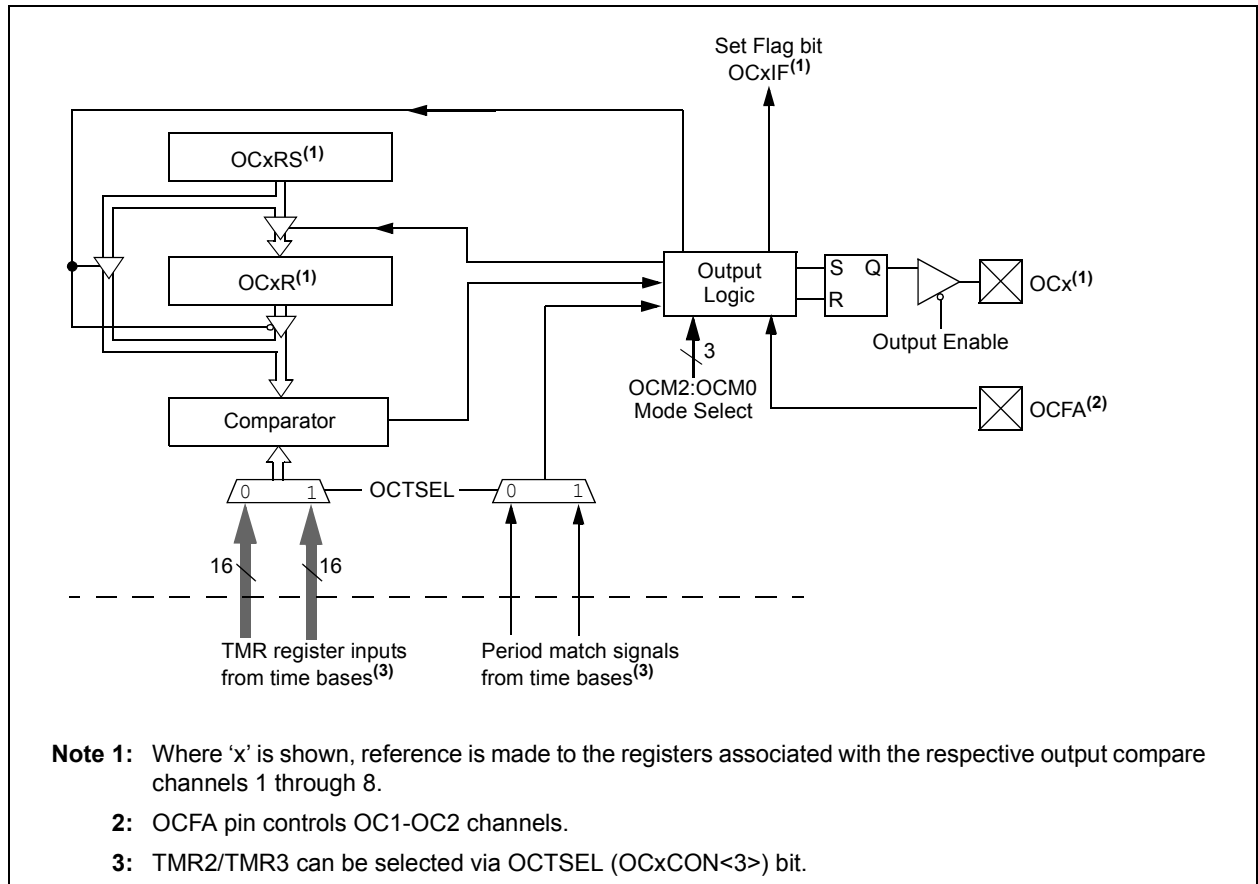 Set Flag bit
OCxIF(1)
OCxRS(1)
OCxR(1)
Comparator
Output
Logic
S Q
R
OCx(1)
Output Enable
3
OCM2:OCM0
Mode Select
OCFA(2)
0 1
OCTSEL
0 1
16
16
TMR register inputs
from time bases(3)
Period match signals
from time bases(3)
Note 1: Where ‘x’ is shown, reference is made to the registers associated with the respective output compare
channels 1 through 8.
2: OCFA pin controls OC1-OC2 channels.
3: TMR2/TMR3 can be selected via OCTSEL (OCxCON<3>) bit.